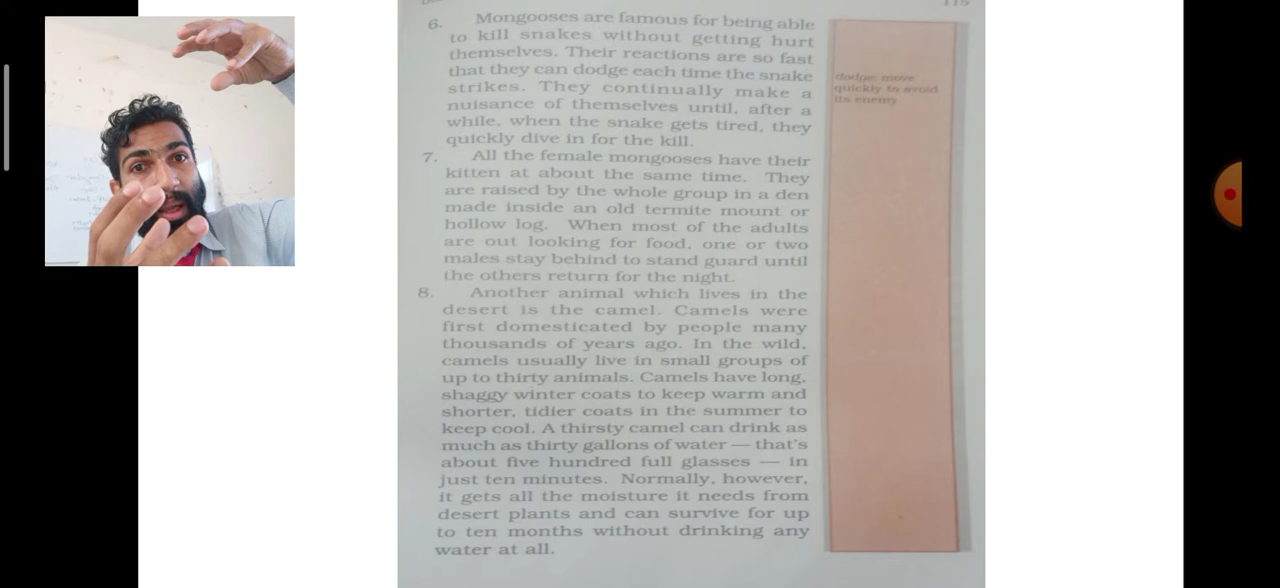 115
6. Mongooses are famous for being able
to kill snakes without getting hurt
themselves. Their reactions are so fast
that they can dodge each time the snake
strikes. They continually make a
nuisance of themselves until, after a
while, when the snake gets tired, they
quickly dive in for the kill.
dodge: move
quickly to avoid
its enemy
7. All the female mongooses have their
kitten at about the same time. They
are raised by the whole group in a den
made inside an old termite mount or
hollow log. When most of the adults
are out looking for food, one or two
males stay behind to stand guard until
the others return for the night.
8. Another animal which lives in the
desert is the camel. Camels were
first domesticated by people many
thousands of years ago. In the wild,
camels usually live in small groups of
up to thirty animals. Camels have long,
shaggy winter coats to keep warm and
shorter, tidier coats in the summer to
keep cool. A thirsty camel can drink as
much as thirty gallons of water — that's
about five hundred full glasses — in
just ten minutes. Normally, however,
it gets all the moisture it needs from
desert plants and can survive for up
to ten months without drinking any
water at all.